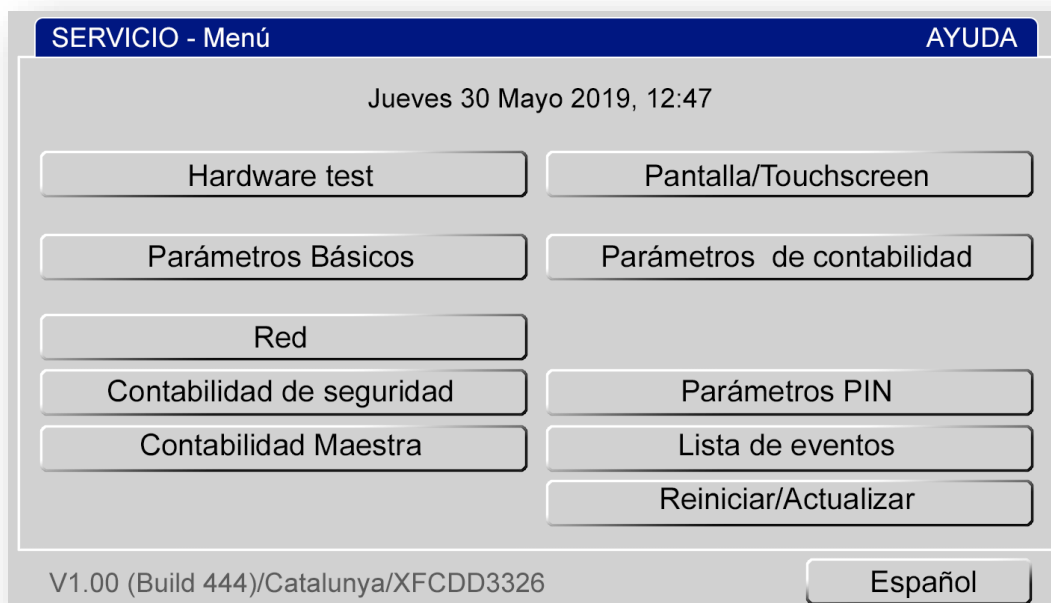 SERVICIO - Menú AYUDA
Jueves 30 Mayo 2019, 12:47
Hardware test Pantalla/Touchscreen
Parámetros Básicos Parámetros de contabilidad
Red
Contabilidad de seguridad Parámetros PIN
Contabilidad Maestra Lista de eventos
Reiniciar/Actualizar
V1.00 (Build 444)/Catalunya/XFCDD3326 Español